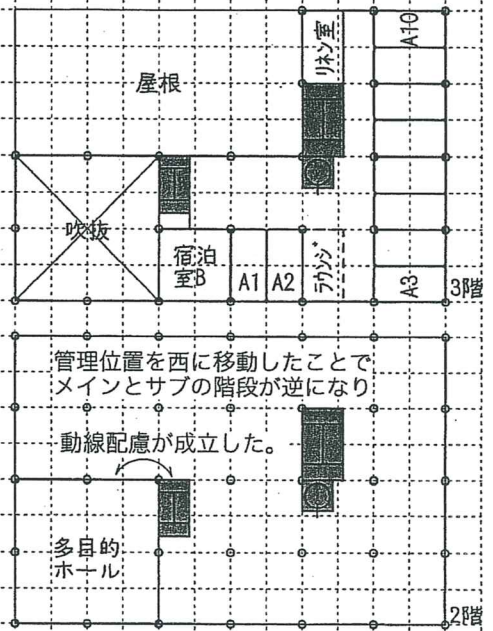 リネン室
A10
屋根
吹抜
宿泊
室B
A1
A2
ラウンジ
A3
3階
管理位置を西に移動したことで
メインとサブの階段が逆になり
動線配慮が成立した。
多目的
ホール
2階